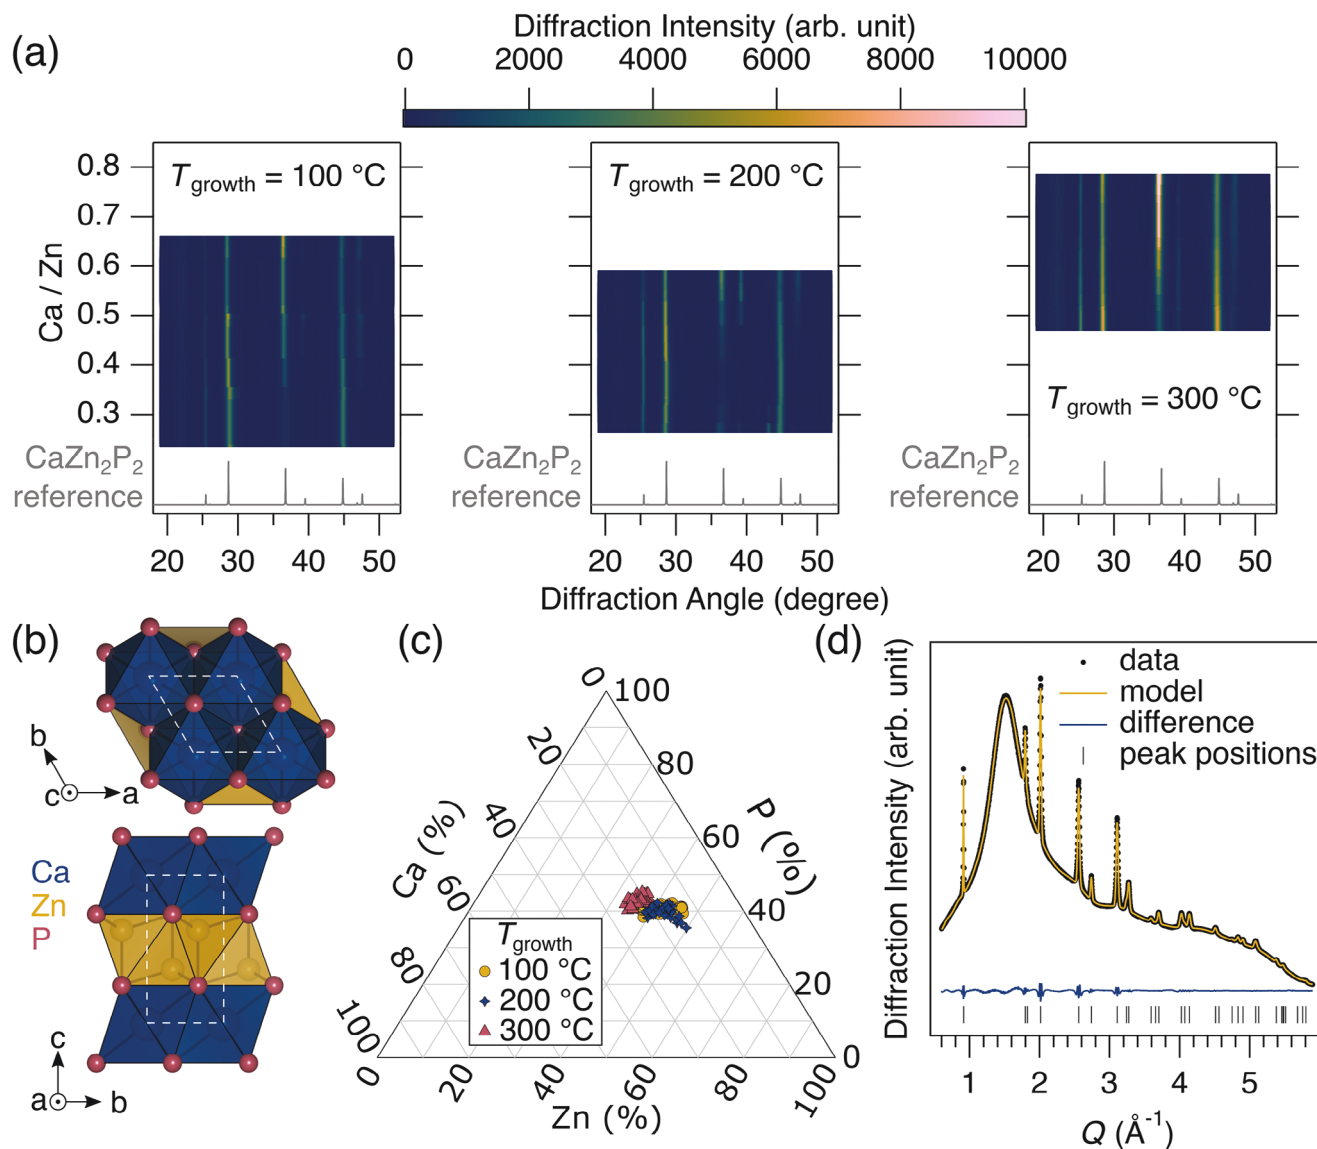 (a)
Diffraction Intensity (arb. unit)
0 2000 4000 6000 8000 10000
Ca / Zn
0.8
0.7
0.6
0.5
0.4
0.3
T growth = 100 °C
T growth = 200 °C
T growth = 300 °C
CaZn2P2
reference
CaZn2P2
reference
CaZn2P2
reference
20 30 40 50
20 30 40 50
20 30 40 50
Diffraction Angle (degree)
(b)
b
c
a
Ca
Zn
P
c
a
b
(c)
0
20
40
60
80
100
Ca (%)
100
80
60
40
20
0
P (%)
0 20 40 60 80 100
Zn (%)
T growth
100 °C
200 °C
300 °C
(d)
Diffraction Intensity (arb. unit)
data
model
difference
peak positions
1 2 3 4 5
Q (Å-1)